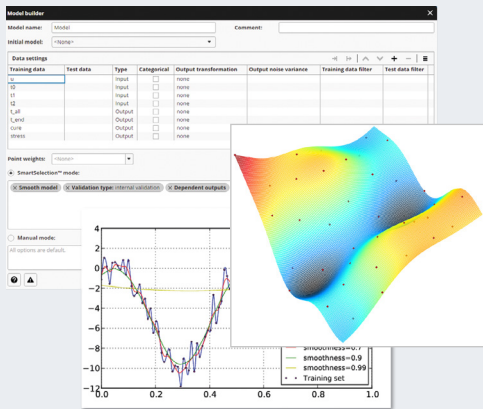 Model builder
Model name: Model Comment:
Initial model: <None>
Data settings
Training data Test data Type Categorical Output transformation Output noise variance Training data filter Test data filter
u Input none
t0 Input none
t1 Input none
t2 Input none
t_all Output none
t_end Output none
cure Output none
stress Output none
Point weights: <None>
SmartSelection™ mode:
× Smooth model × Validation type: internal validation × Dependent outputs
Manual mode:
All options are default.
4
2
0
−2
−4
−6
−8
−10
−12
0.0 0.2 0.4 0.6 0.8 1.0
smoothness=0.7
smoothness=0.9
smoothness=0.99
Training set